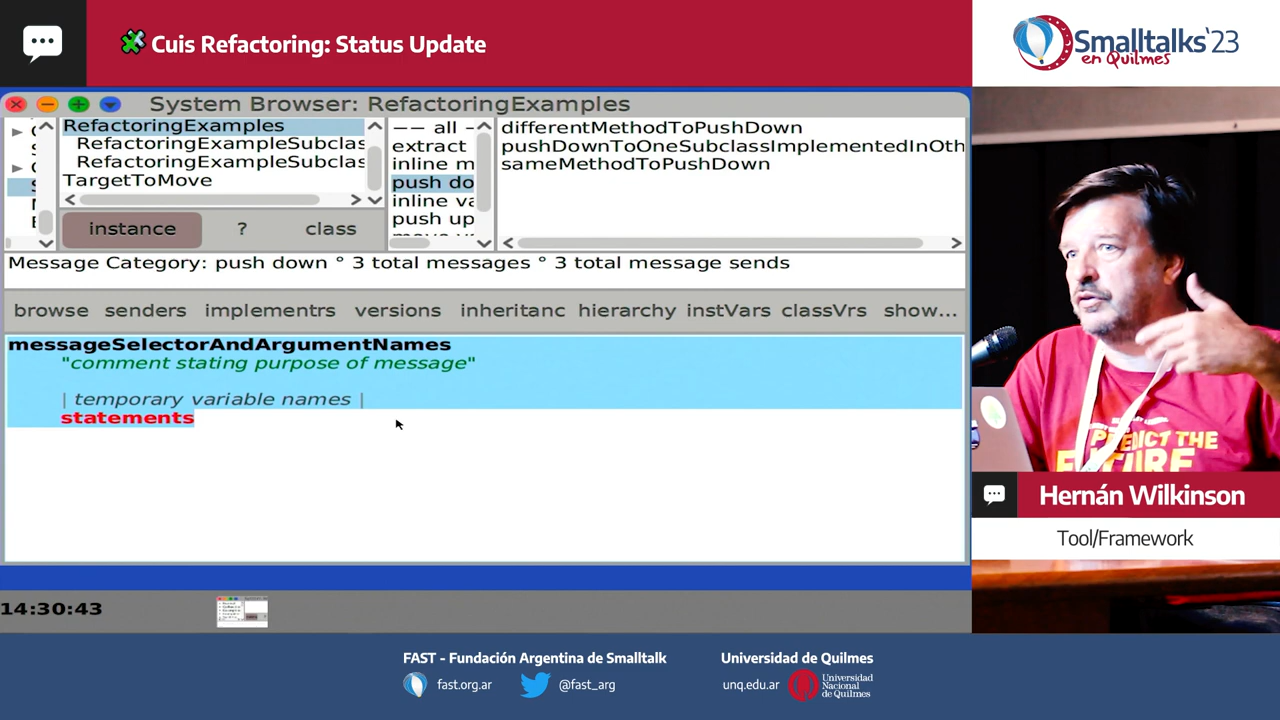 Cuis Refactoring: Status Update
Smalltalks'23
en Quilmes
System Browser: RefactoringExamples
RefactoringExamples
RefactoringExampleSubclas
RefactoringExampleSubclas
TargetToMove
instance ? class
-- all -
extract
inline m
push do
inline va
push up
differentMethodToPushDown
pushDownToOneSubclassImplementedInOth
sameMethodToPushDown
Message Category: push down ° 3 total messages ° 3 total message sends
browse senders implementrs versions inheritanc hierarchy instVars classVrs show...
messageSelectorAndArgumentNames
"comment stating purpose of message"
| temporary variable names |
statements
14:30:43
PREDICT THE
FUTURE
Hernán Wilkinson
Tool/Framework
FAST - Fundación Argentina de Smalltalk
fast.org.ar @fast_arg
Universidad de Quilmes
unq.edu.ar
Universidad
Nacional
de Quilmes